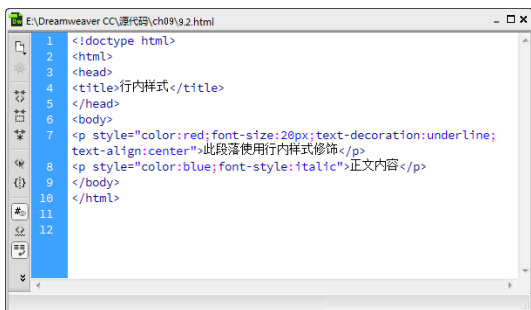 E:\Dreamweaver CC\源代码\ch09\9.2.html
1 <!doctype html>
2 <html>
3 <head>
4 <title>行内样式</title>
5 </head>
6 <body>
7 <p style="color:red;font-size:20px;text-decoration:underline;
text-align:center">此段落使用行内样式修饰</p>
8 <p style="color:blue;font-style:italic">正文内容</p>
9 </body>
10 </html>
11
12